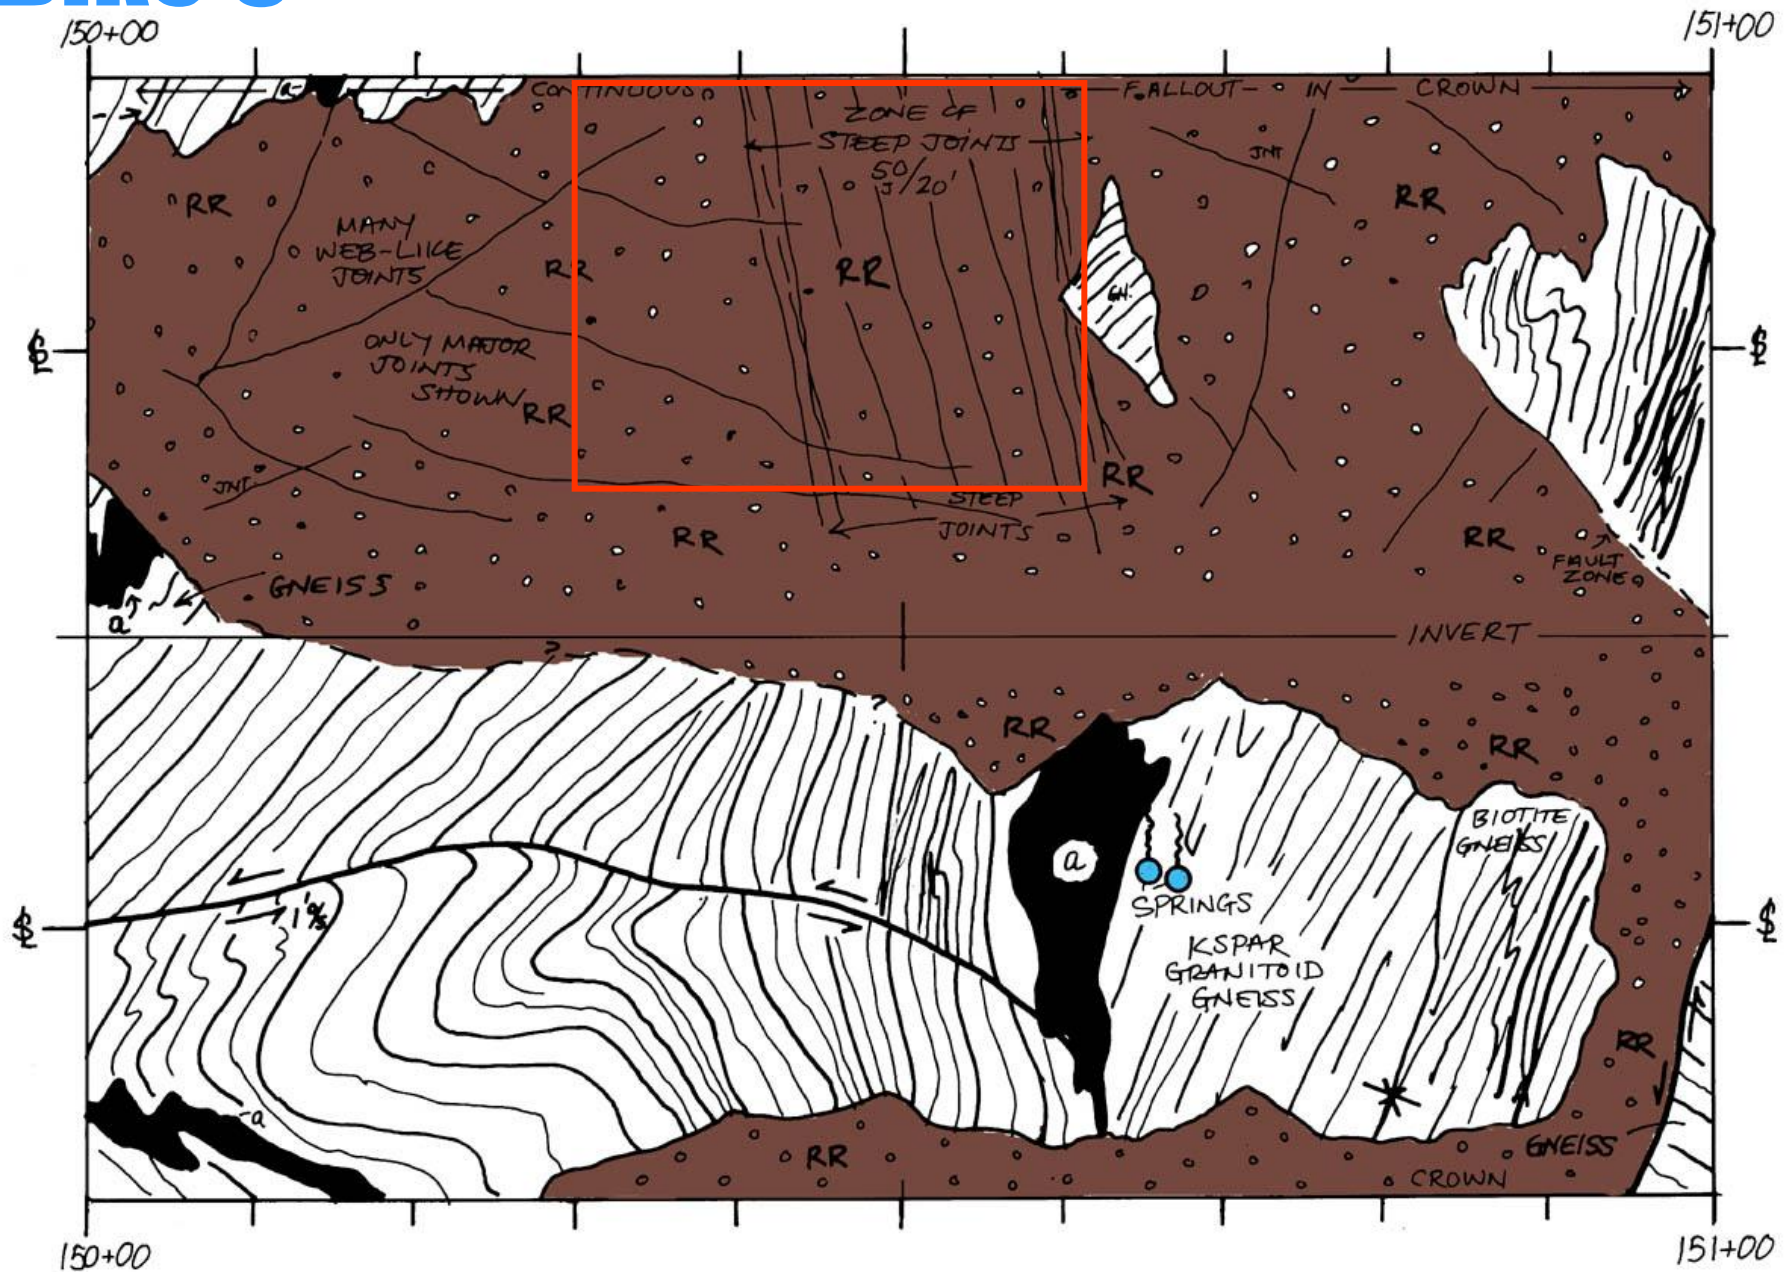 150+00
151+00
a
CONTINUOUS
FALLOUT IN CROWN
ZONE OF
STEEP JOINTS
50 J/20'
JNT
RR
RR
MANY
WEB-LIKE
JOINTS
RR
RR
GN.
℄
℄
ONLY MAJOR
JOINTS
SHOWN
RR
RR
JNT
STEEP
JOINTS
RR
RR
FAULT
ZONE
GNEISS
a
INVERT
?
RR
RR
BIOTITE
GNEISS
a
SPRINGS
℄
℄
KSPAR
GRANITOID
GNEISS
RR
a
GNEISS
RR
CROWN
150+00
151+00